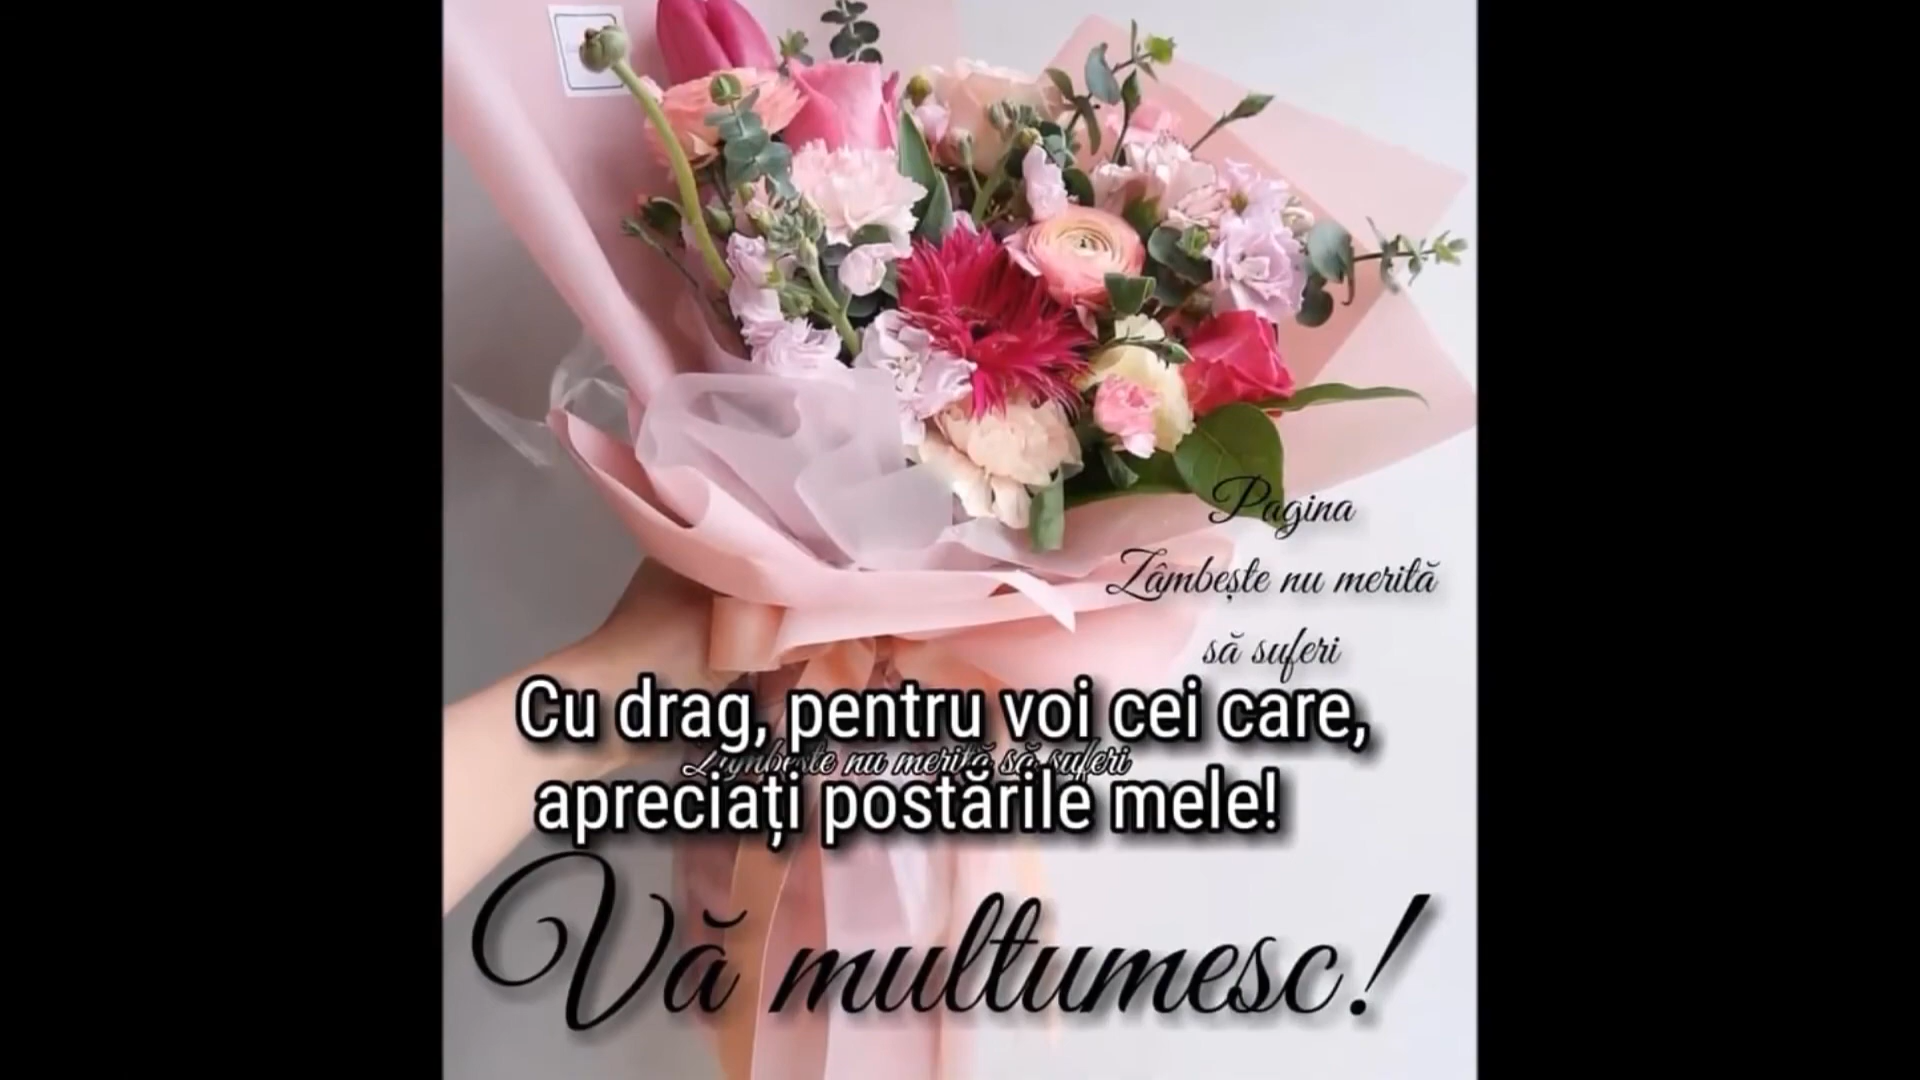 Pagina
Zâmbește nu merită
să suferi
Cu drag, pentru voi cei care,
Zâmbește nu merită să suferi
apreciați postările mele!
Vă multumesc!